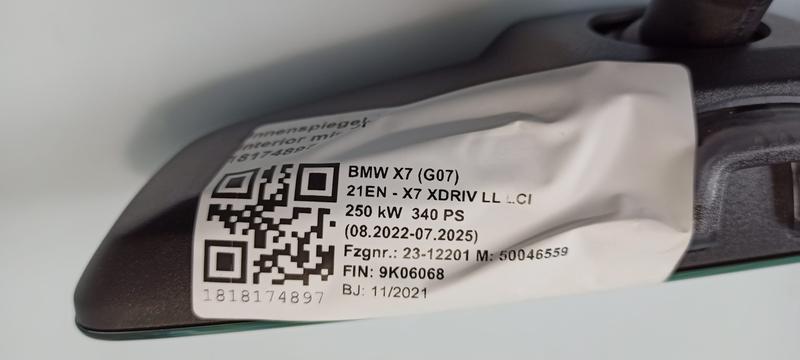 BMW X7 (G07)
21EN - X7 XDRIV LL LCI
250 kW 340 PS
(08.2022-07.2025)
Fzgnr.: 23-12201 M: 50046559
FIN: 9K06068
BJ: 11/2021
1818174897